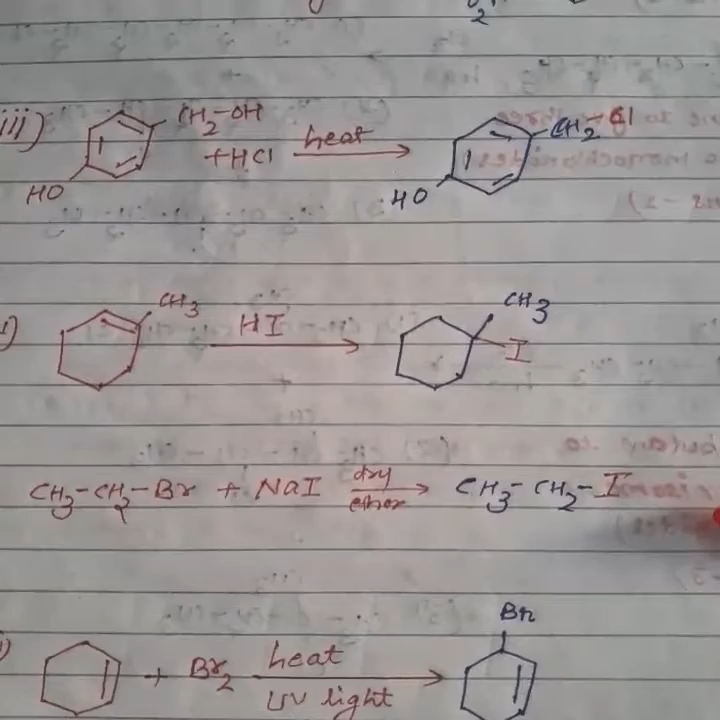 iii) CH2-OH
+HCl heat CH2-Cl
HO HO
CH3 HI CH3
I
CH3-CH2-Br + NaI dry ether CH3-CH2-I
+ Br2 heat UV light Br